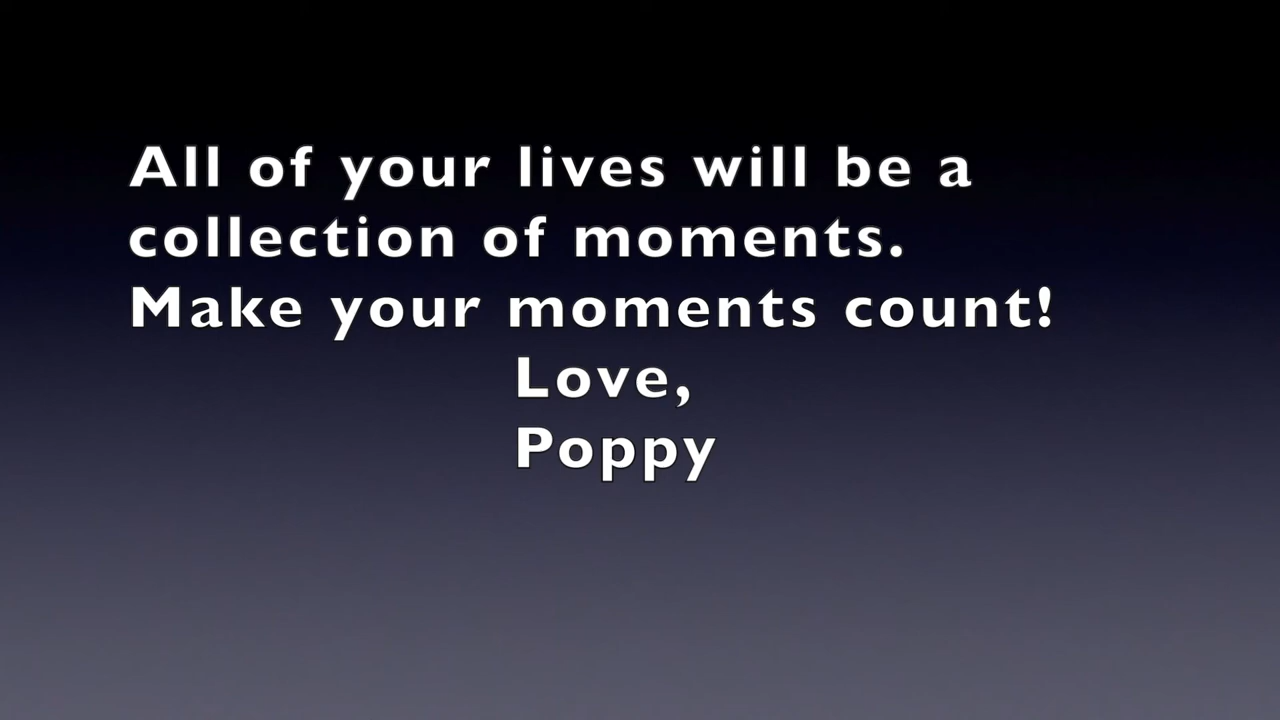 All of your lives will be a
collection of moments.
Make your moments count!
Love,
Poppy